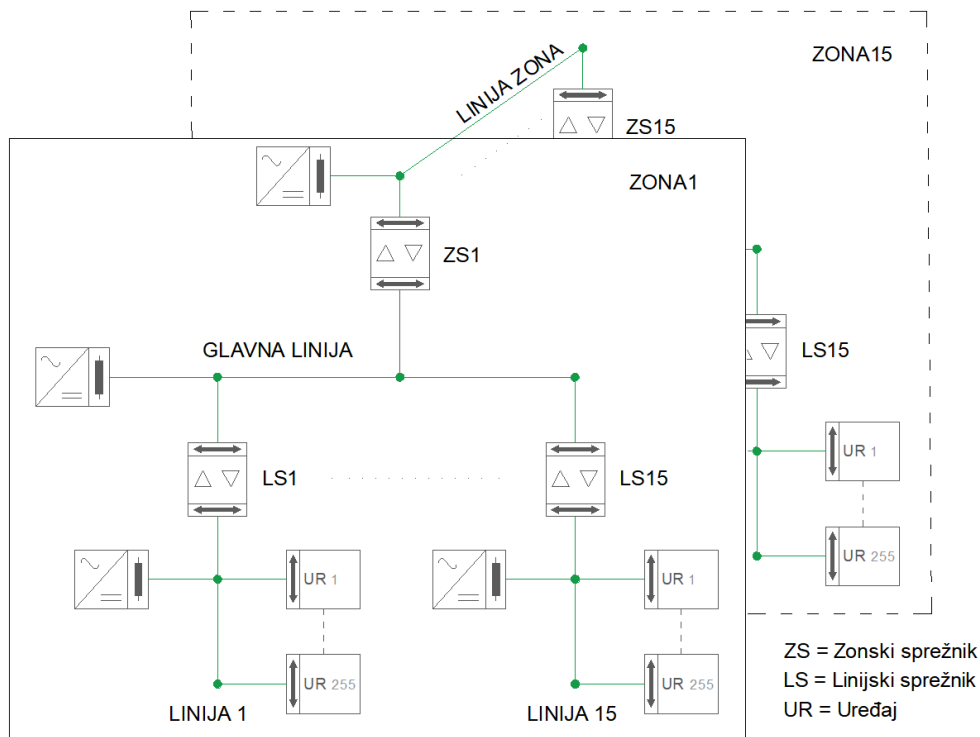 ZONA15
LINIJA ZONA
ZS15
ZONA1
ZS1
GLAVNA LINIJA
LS15
LS1
LS15
UR 1
UR 255
UR 1
UR 1
UR 255
UR 255
LINIJA 1
LINIJA 15
ZS = Zonski sprežnik
LS = Linijski sprežnik
UR = Uređaj